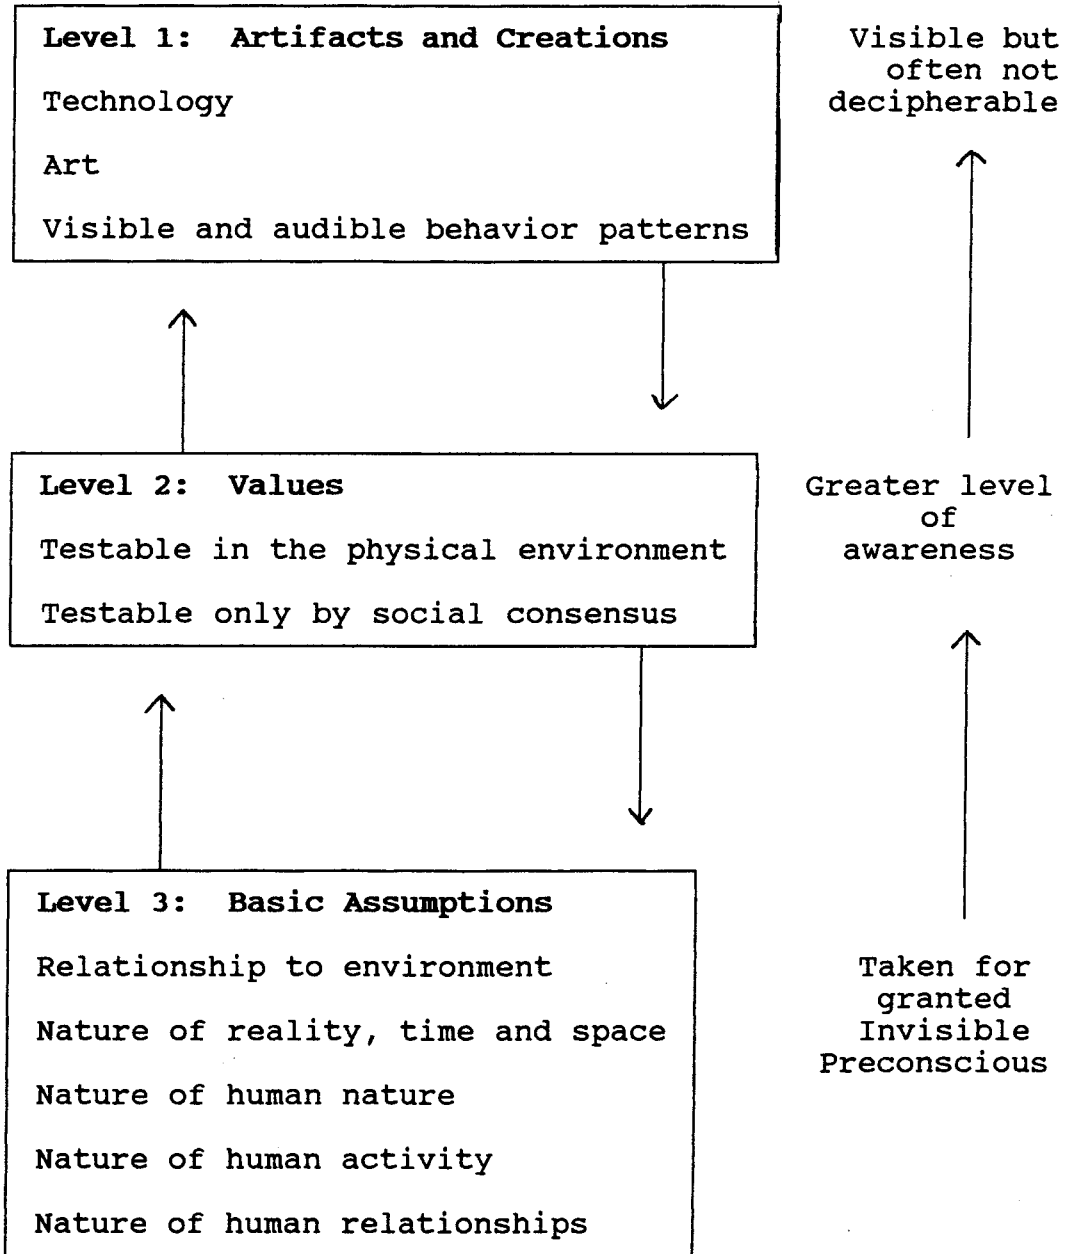 Level 1: Artifacts and Creations
Technology
Art
Visible and audible behavior patterns
Visible but
often not
decipherable
Level 2: Values
Testable in the physical environment
Testable only by social consensus
Greater level
of
awareness
Level 3: Basic Assumptions
Relationship to environment
Nature of reality, time and space
Nature of human nature
Nature of human activity
Nature of human relationships
Taken for
granted
Invisible
Preconscious